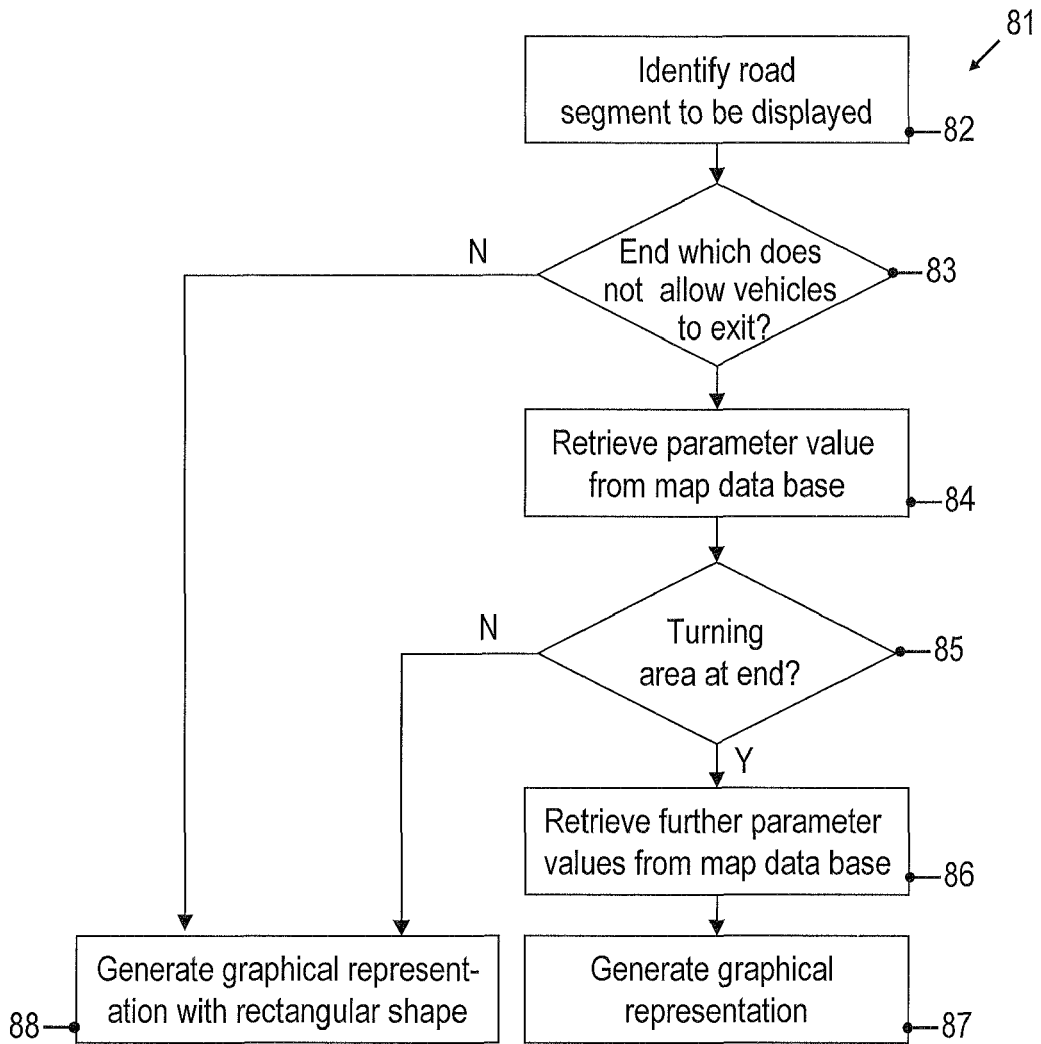 81
Identify road
segment to be displayed
82
N
End which does
not allow vehicles
to exit?
83
Retrieve parameter value
from map data base
84
N
Turning
area at end?
85
Y
Retrieve further parameter
values from map data base
86
Generate graphical represent-
ation with rectangular shape
88
Generate graphical
representation
87